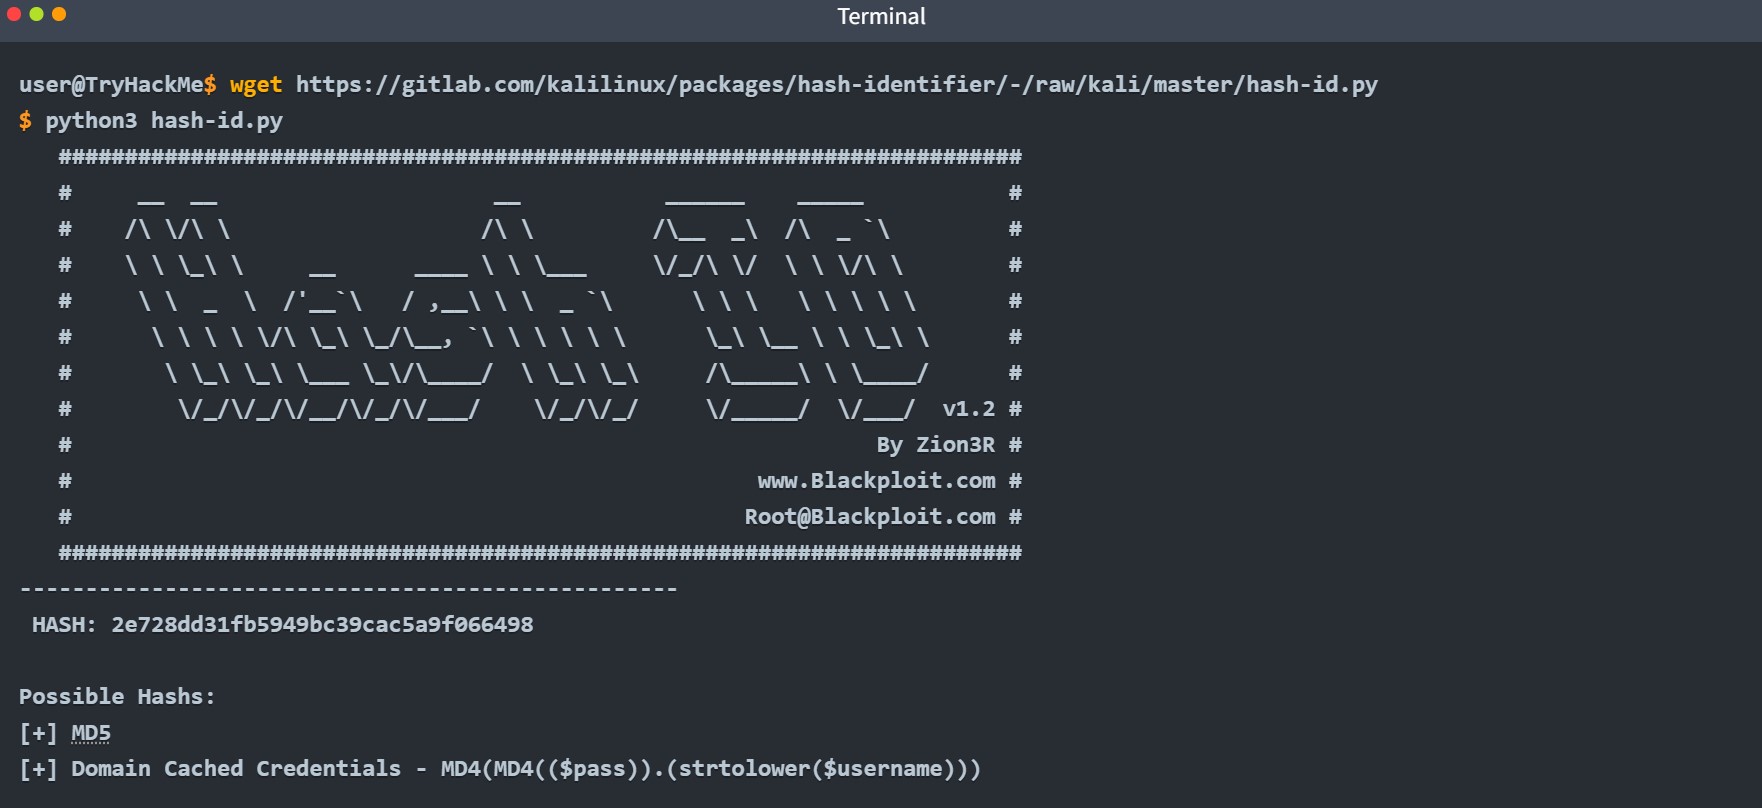 Terminal
user@TryHackMe$ wget https://gitlab.com/kalilinux/packages/hash-identifier/-/raw/kali/master/hash-id.py
$ python3 hash-id.py
   #########################################################################
   #     __  __                     __           ______    _____           #
   #    /\ \/\ \                   /\ \         /\__  _\  /\  _ `\         #
   #    \ \ \_\ \     __      ____ \ \ \___     \/_/\ \/  \ \ \/\ \        #
   #     \ \  _  \  /'__`\   / ,__\ \ \  _ `\      \ \ \   \ \ \ \ \       #
   #      \ \ \ \ \/\ \_\ \_/\__, `\ \ \ \ \ \      \_\ \__ \ \ \_\ \      #
   #       \ \_\ \_\ \___ \_\/\____/  \ \_\ \_\     /\_____\ \ \____/      #
   #        \/_/\/_/\/__/\/_/\/___/    \/_/\/_/     \/_____/  \/___/  v1.2 #
   #                                                             By Zion3R #
   #                                                    www.Blackploit.com #
   #                                                   Root@Blackploit.com #
   #########################################################################
--------------------------------------------------
 HASH: 2e728dd31fb5949bc39cac5a9f066498
Possible Hashs:
[+] MD5
[+] Domain Cached Credentials - MD4(MD4(($pass)).(strtolower($username)))